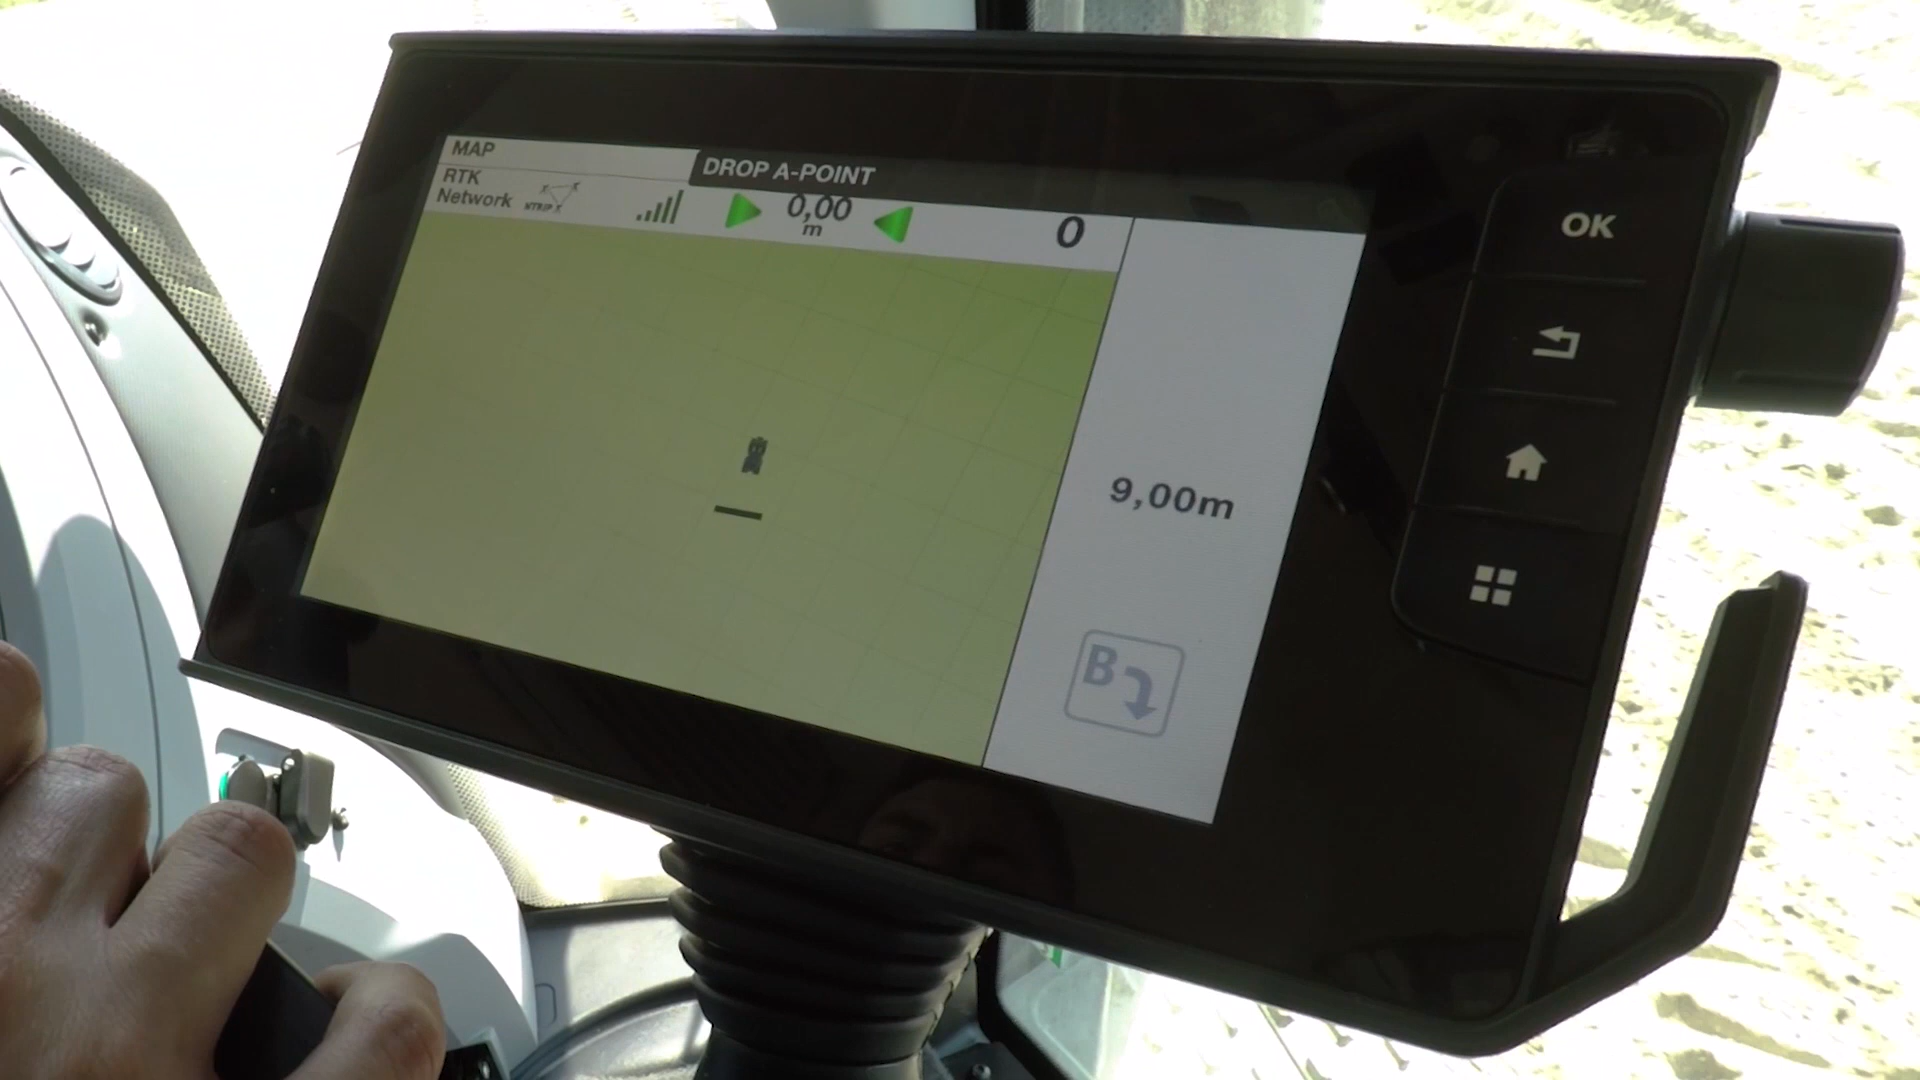 MAP
DROP A-POINT
RTK
Network
NTRIP
0,00
m
0
OK
9,00m
B